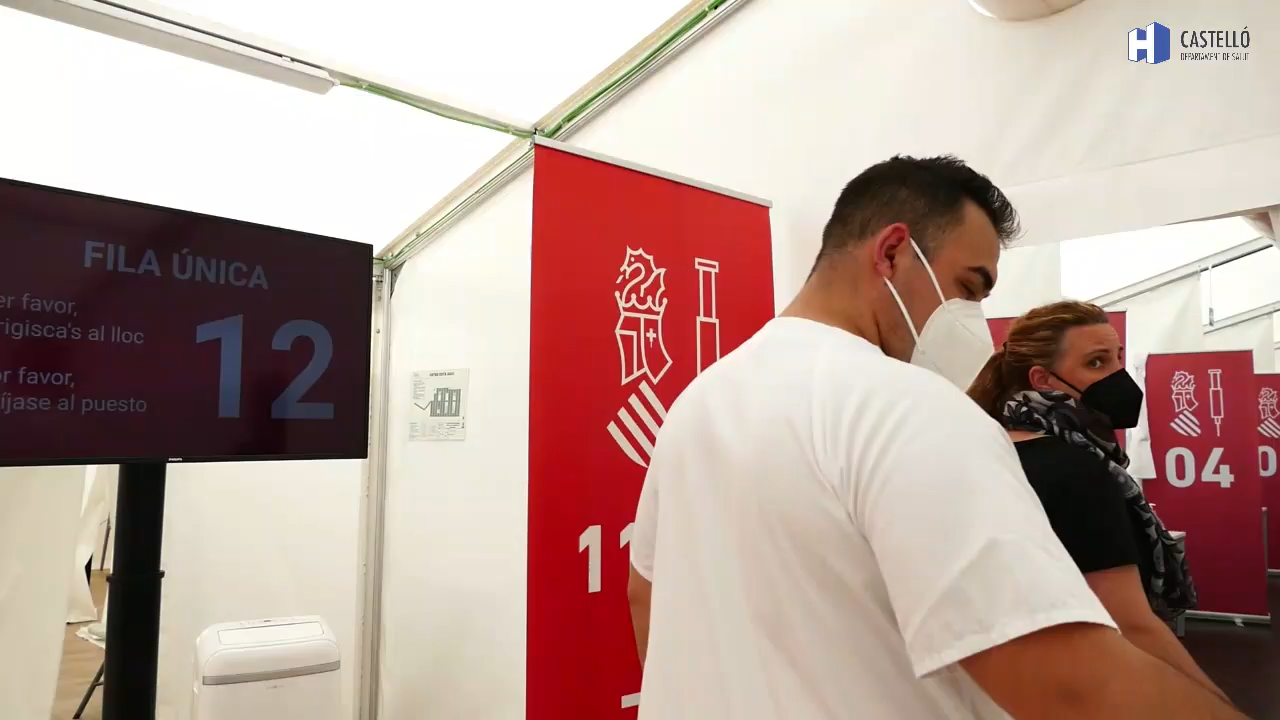 CASTELLÓ
DEPARTAMENT DE SALUT
FILA ÚNICA
er favor,
rigisca's al lloc
or favor,
íjase al puesto
12
11
04
0